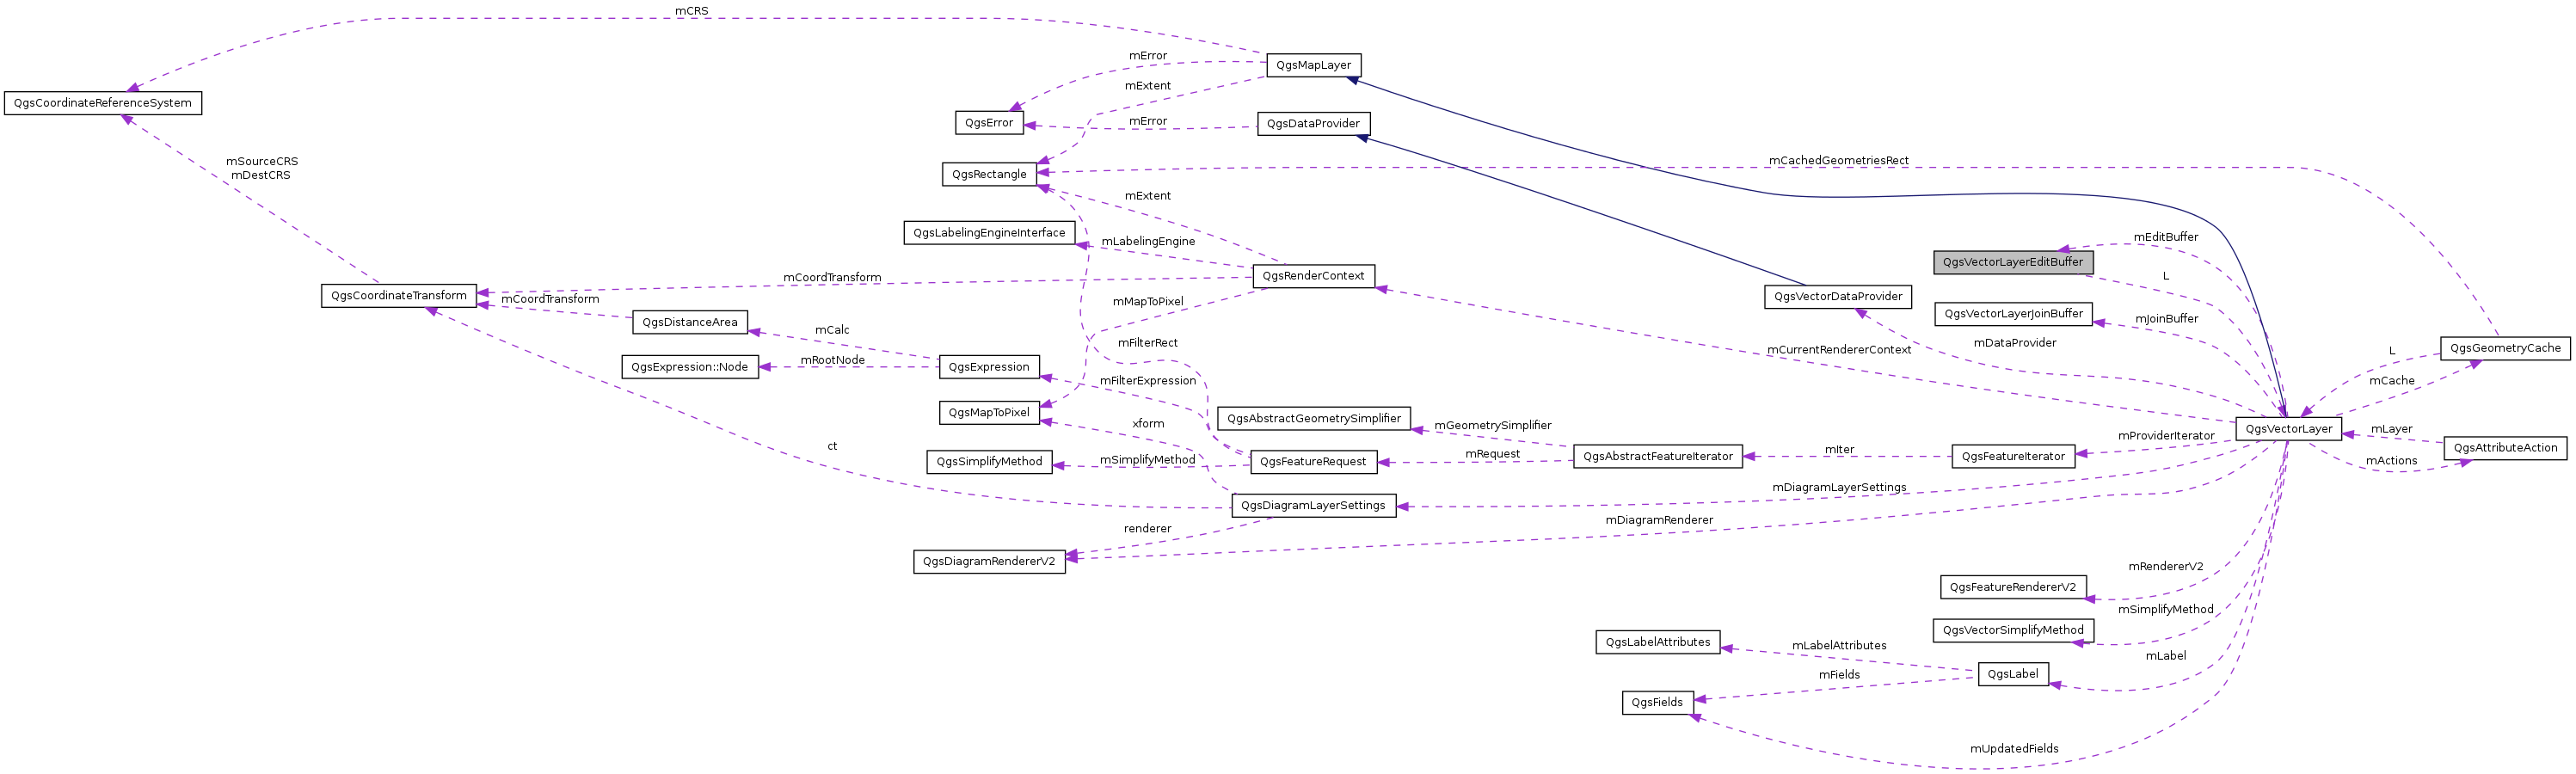 mCRS
mError
QgsMapLayer
mExtent
QgsCoordinateReferenceSystem
QgsError
mError
QgsDataProvider
mSourceCRS
mDestCRS
QgsRectangle
mCachedGeometriesRect
mExtent
QgsLabelingEngineInterface
mLabelingEngine
mEditBuffer
QgsVectorLayerEditBuffer
L
mCoordTransform
QgsRenderContext
QgsCoordinateTransform
mCoordTransform
mMapToPixel
QgsVectorDataProvider
QgsDistanceArea
mCalc
QgsVectorLayerJoinBuffer
mJoinBuffer
mFilterRect
mDataProvider
mCurrentRendererContext
L
QgsGeometryCache
QgsExpression::Node
mRootNode
QgsExpression
mFilterExpression
mCache
QgsMapToPixel
xform
QgsAbstractGeometrySimplifier
mGeometrySimplifier
QgsVectorLayer
mLayer
ct
mProviderIterator
QgsAttributeAction
QgsSimplifyMethod
mSimplifyMethod
QgsFeatureRequest
mRequest
QgsAbstractFeatureIterator
mIter
QgsFeatureIterator
mActions
mDiagramLayerSettings
QgsDiagramLayerSettings
renderer
mDiagramRenderer
QgsDiagramRendererV2
mRendererV2
QgsFeatureRendererV2
mSimplifyMethod
QgsVectorSimplifyMethod
QgsLabelAttributes
mLabelAttributes
mLabel
QgsLabel
mFields
QgsFields
mUpdatedFields